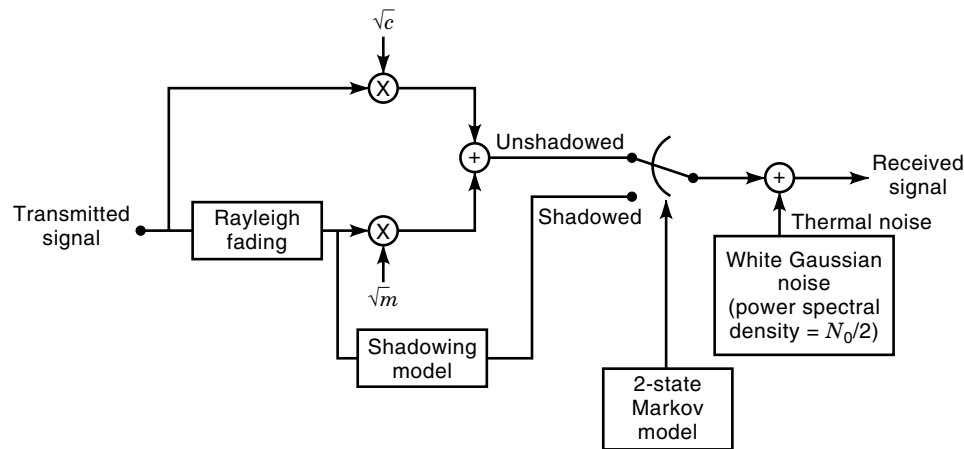 √c
X
Unshadowed
+
Received
signal
+
Transmitted
signal
Rayleigh
fading
X
Shadowed
Thermal noise
√m
White Gaussian
noise
(power spectral
density = N₀/2)
Shadowing
model
2-state
Markov
model